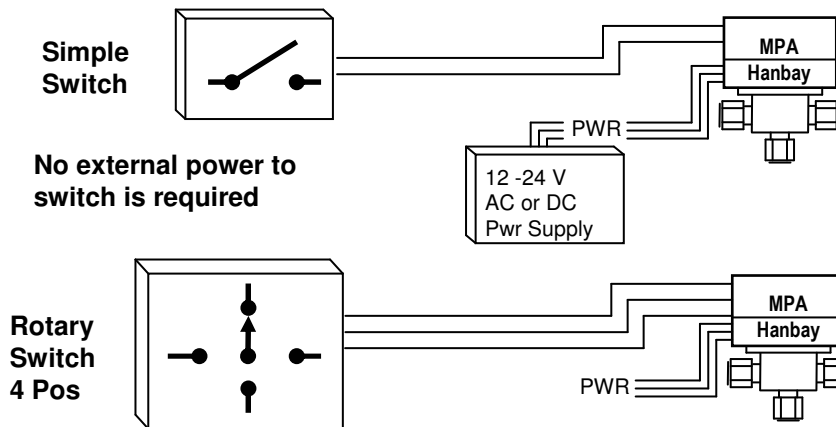 Simple
Switch
MPA
Hanbay
PWR
No external power to
switch is required
12 -24 V
AC or DC
Pwr Supply
Rotary
Switch
4 Pos
MPA
Hanbay
PWR